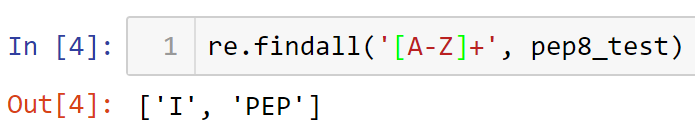 In [4]: 1 re.findall('[A-Z]+', pep8_test)
Out[4]: ['I', 'PEP']